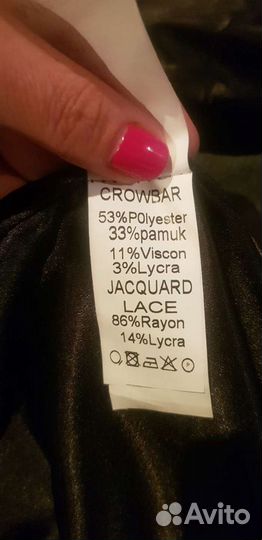 CROWBAR
53%POlyester
33%pamuk
11%Viscon
3%Lycra
JACQUARD
LACE
86%Rayon
14%Lycra
Avito